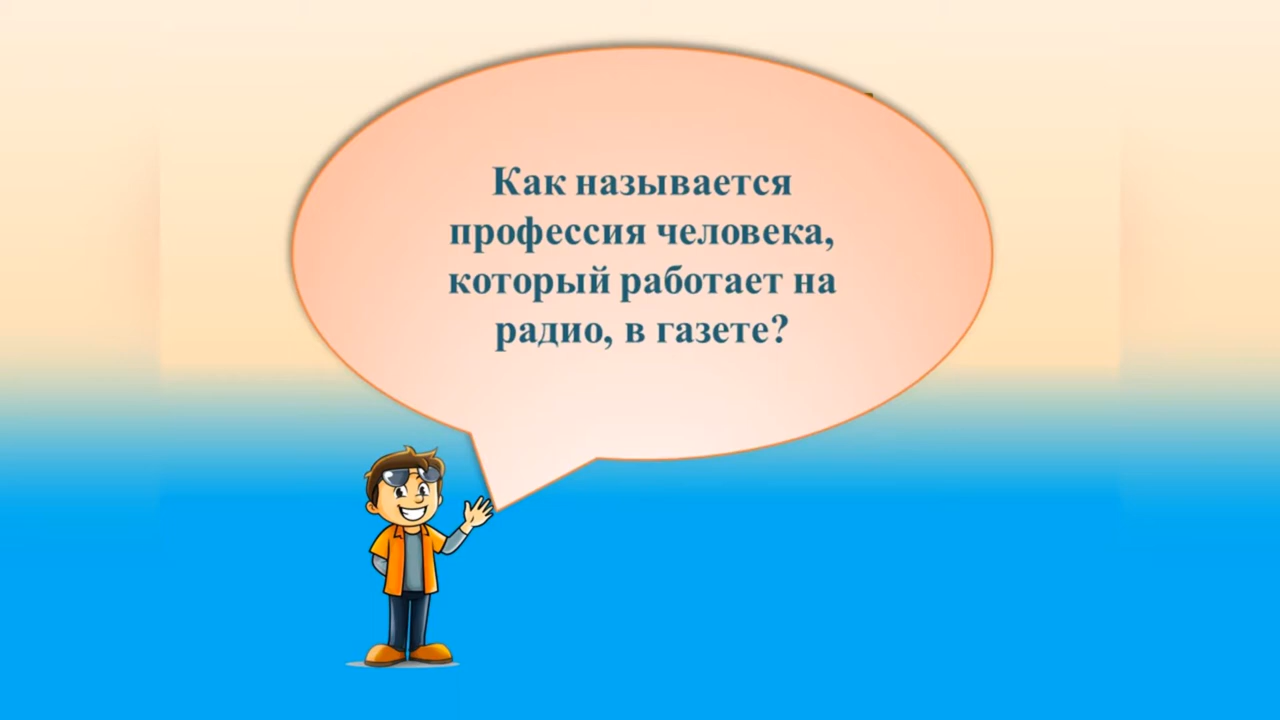 Как называется
профессия человека,
который работает на
радио, в газете?